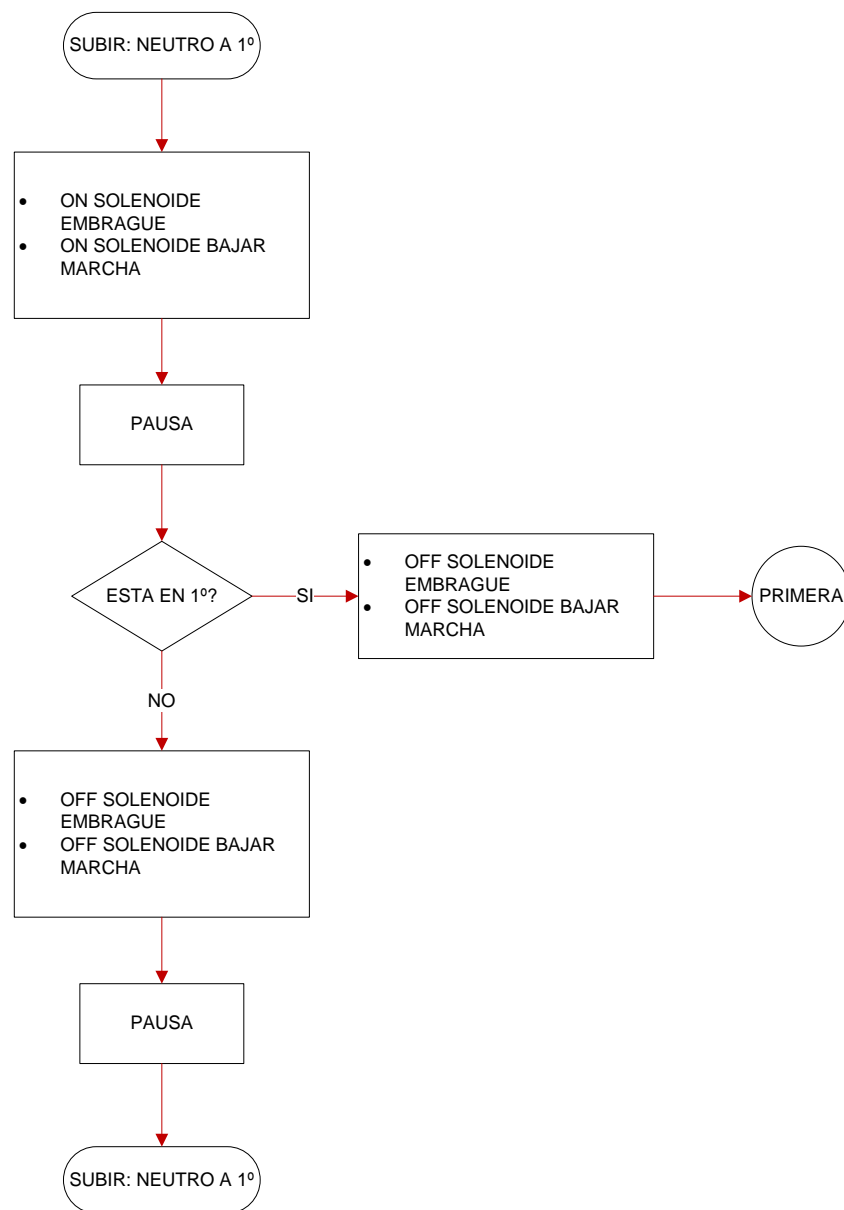 SUBIR: NEUTRO A 1º
• ON SOLENOIDE
EMBRAGUE
• ON SOLENOIDE BAJAR
MARCHA
PAUSA
ESTA EN 1º?
SI
• OFF SOLENOIDE
EMBRAGUE
• OFF SOLENOIDE BAJAR
MARCHA
PRIMERA
NO
• OFF SOLENOIDE
EMBRAGUE
• OFF SOLENOIDE BAJAR
MARCHA
PAUSA
SUBIR: NEUTRO A 1º